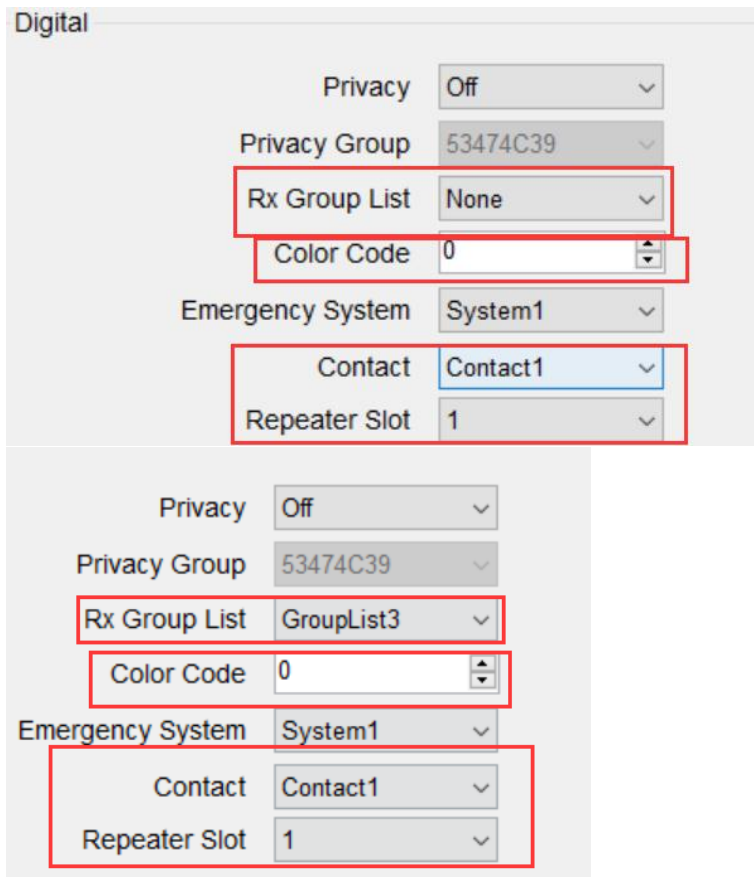 Digital
Privacy Off
Privacy Group 53474C39
Rx Group List None
Color Code 0
Emergency System System1
Contact Contact1
Repeater Slot 1
Privacy Off
Privacy Group 53474C39
Rx Group List GroupList3
Color Code 0
Emergency System System1
Contact Contact1
Repeater Slot 1